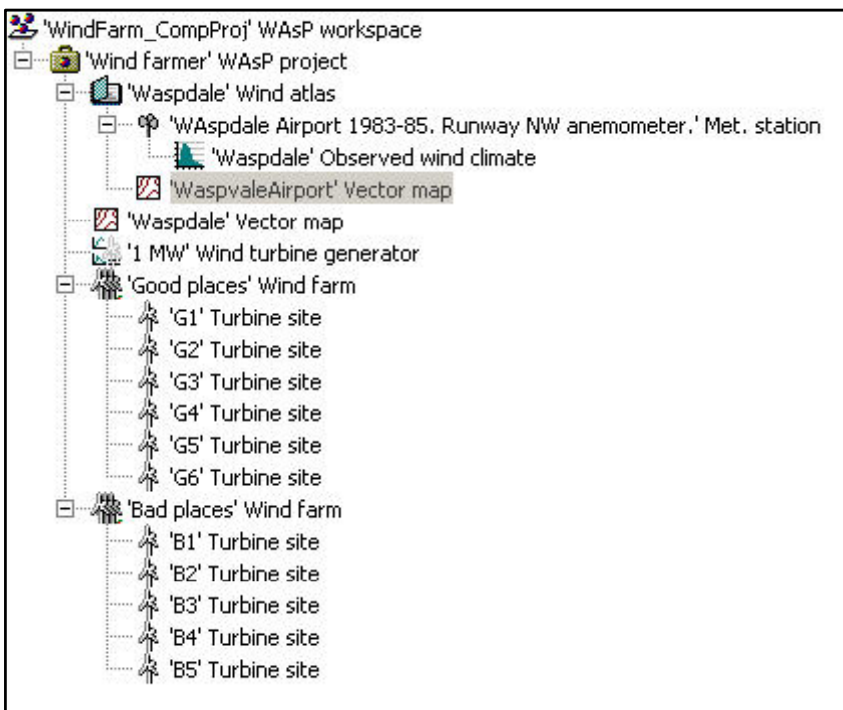 'WindFarm_CompProj' WAsP workspace
'Wind farmer' WAsP project
'Waspdale' Wind atlas
'WAspdale Airport 1983-85. Runway NW anemometer.' Met. station
'Waspdale' Observed wind climate
'WaspvaleAirport' Vector map
'Waspdale' Vector map
'1 MW' Wind turbine generator
'Good places' Wind farm
'G1' Turbine site
'G2' Turbine site
'G3' Turbine site
'G4' Turbine site
'G5' Turbine site
'G6' Turbine site
'Bad places' Wind farm
'B1' Turbine site
'B2' Turbine site
'B3' Turbine site
'B4' Turbine site
'B5' Turbine site